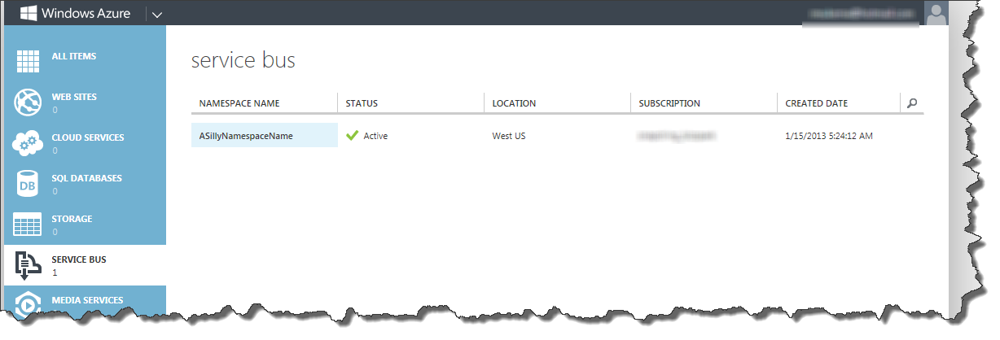 Windows Azure
ALL ITEMS
WEB SITES
0
CLOUD SERVICES
0
SQL DATABASES
0
DB
STORAGE
0
SERVICE BUS
1
MEDIA SERVICES
service bus
NAMESPACE NAME STATUS LOCATION SUBSCRIPTION CREATED DATE
ASillyNamespaceName Active West US 1/15/2013 5:24:12 AM